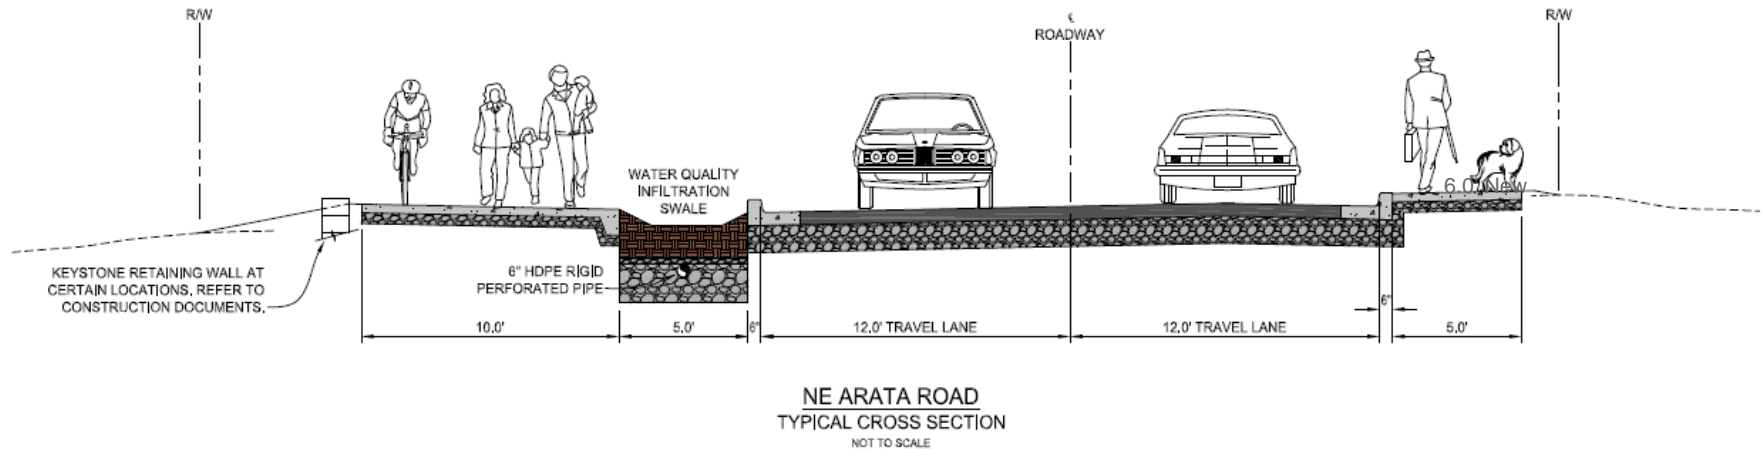 R/W
℄
ROADWAY
R/W
WATER QUALITY
INFILTRATION
SWALE
6.0' New
KEYSTONE RETAINING WALL AT
CERTAIN LOCATIONS, REFER TO
CONSTRUCTION DOCUMENTS.
6" HDPE RIGID
PERFORATED PIPE
10.0'
5.0'
6"
12.0' TRAVEL LANE
12.0' TRAVEL LANE
6"
5.0'
NE ARATA ROAD
TYPICAL CROSS SECTION
NOT TO SCALE